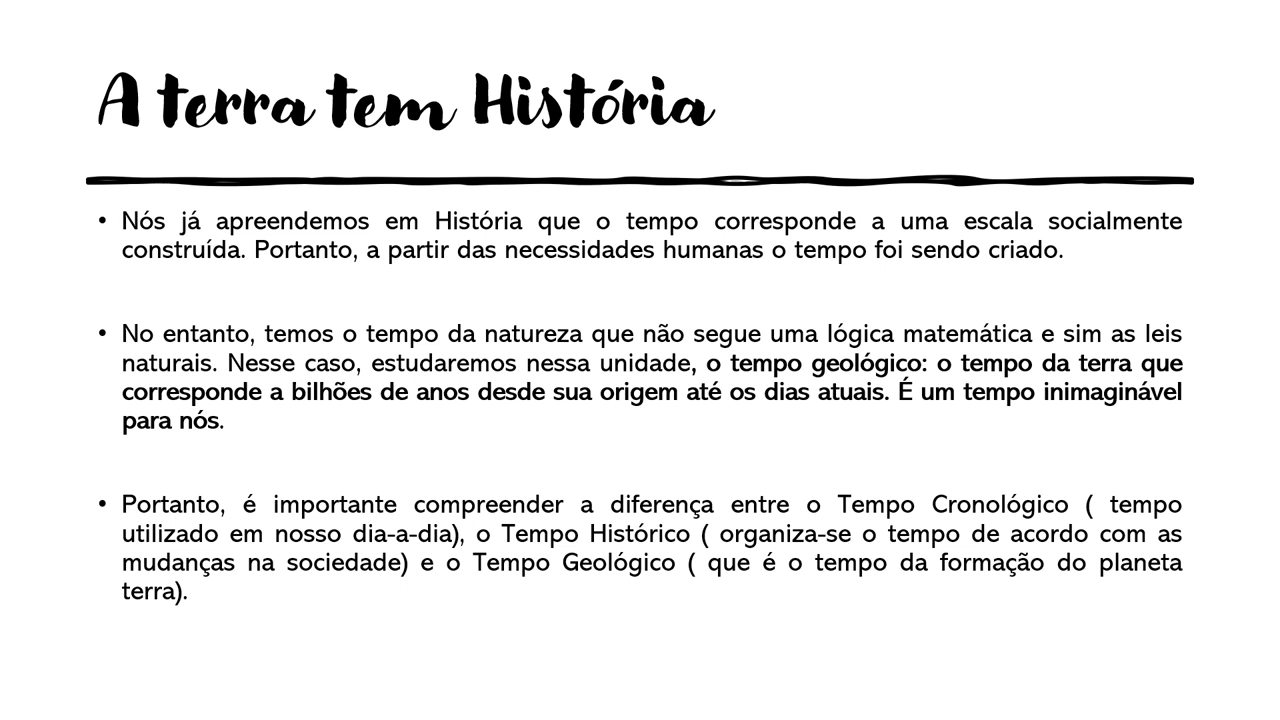 A terra tem História
• Nós já apreendemos em História que o tempo corresponde a uma escala socialmente
construída. Portanto, a partir das necessidades humanas o tempo foi sendo criado.
• No entanto, temos o tempo da natureza que não segue uma lógica matemática e sim as leis
naturais. Nesse caso, estudaremos nessa unidade, o tempo geológico: o tempo da terra que
corresponde a bilhões de anos desde sua origem até os dias atuais. É um tempo inimaginável
para nós.
• Portanto, é importante compreender a diferença entre o Tempo Cronológico ( tempo
utilizado em nosso dia-a-dia), o Tempo Histórico ( organiza-se o tempo de acordo com as
mudanças na sociedade) e o Tempo Geológico ( que é o tempo da formação do planeta
terra).